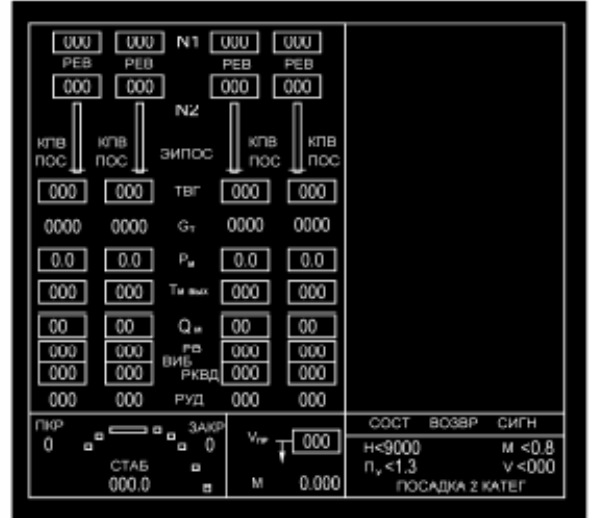 000 000 N1 000 000
РЕВ РЕВ РЕВ РЕВ
000 000 000 000
N2
КПВ КПВ КПВ КПВ
ПОС ПОС ЭИПОС ПОС ПОС
000 000 ТВГ 000 000
0000 0000 Gт 0000 0000
0.0 0.0 Рм 0.0 0.0
000 000 Тм вых 000 000
00 00 Qм 00 00
000 000 РВ 000 000
ВИБ
000 000 РКВД 000 000
000 000 РУД 000 000
ПКР ЗАКР
0 0
СТАБ
000.0
Vпр 000
М 0.000
СОСТ ВОЗВР СИГН
Н<9000 М <0.8
nу<1.3 V <000
ПОСАДКА 2 КАТЕГ